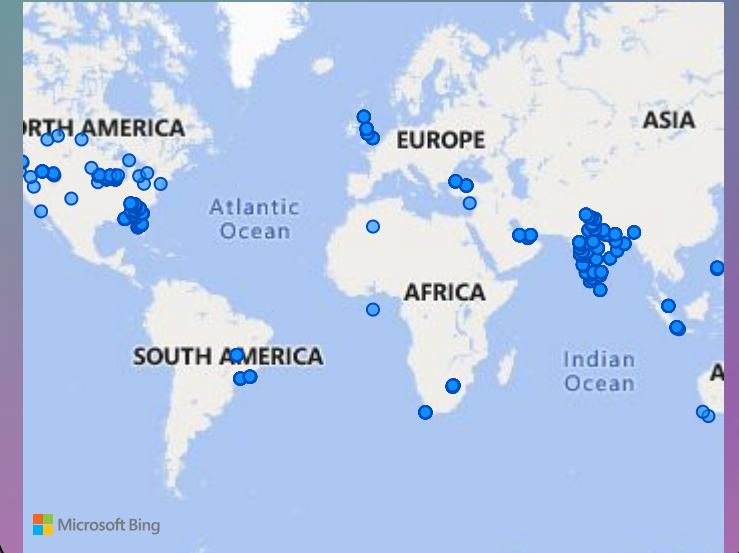 RTH AMERICA
ASIA
EUROPE
Atlantic
Ocean
AFRICA
SOUTH AMERICA
Indian
Ocean
A
Microsoft Bing